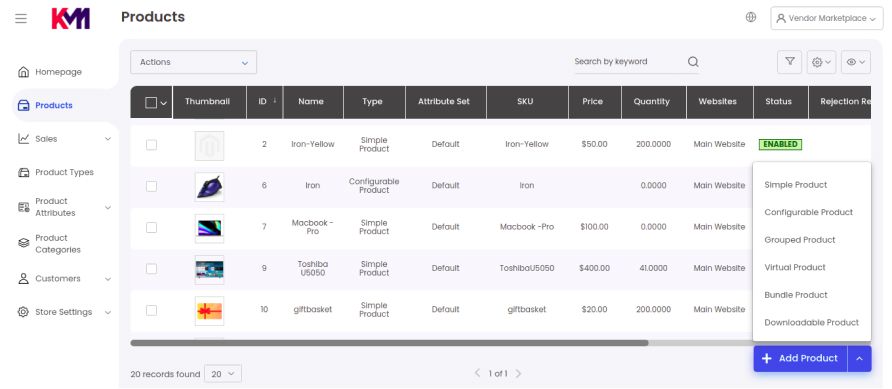 KMM
Products
Vendor Marketplace
Homepage
Products
Sales
Product Types
Product
Attributes
Product
Categories
Customers
Store Settings
Actions
Search by keyword
Thumbnail ID ↓ Name Type Attribute Set SKU Price Quantity Websites Status Rejection Re
2 Iron-Yellow Simple Product Default Iron-Yellow $50.00 200.0000 Main Website ENABLED
6 Iron Configurable Product Default Iron 0.0000 Main Website
7 Macbook - Pro Simple Product Default Macbook -Pro $100.00 0.0000 Main Website
9 Toshiba U5050 Simple Product Default ToshibaU5050 $400.00 41.0000 Main Website
10 giftbasket Simple Product Default giftbasket $20.00 200.0000 Main Website
Simple Product
Configurable Product
Grouped Product
Virtual Product
Bundle Product
Downloadable Product
+ Add Product
20 records found 20
1 of 1